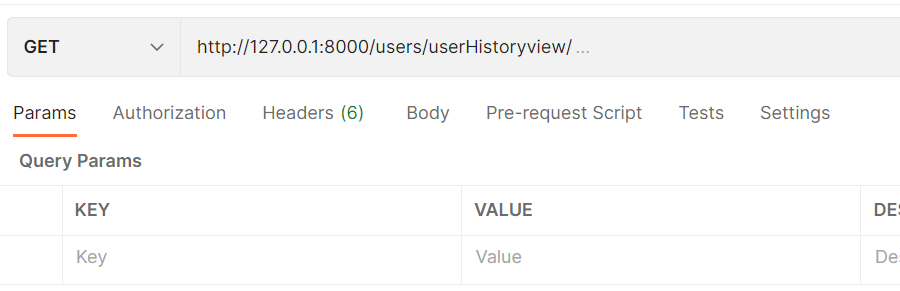 GET http://127.0.0.1:8000/users/userHistoryview/ ...
Params Authorization Headers (6) Body Pre-request Script Tests Settings
Query Params
KEY VALUE
Key Value